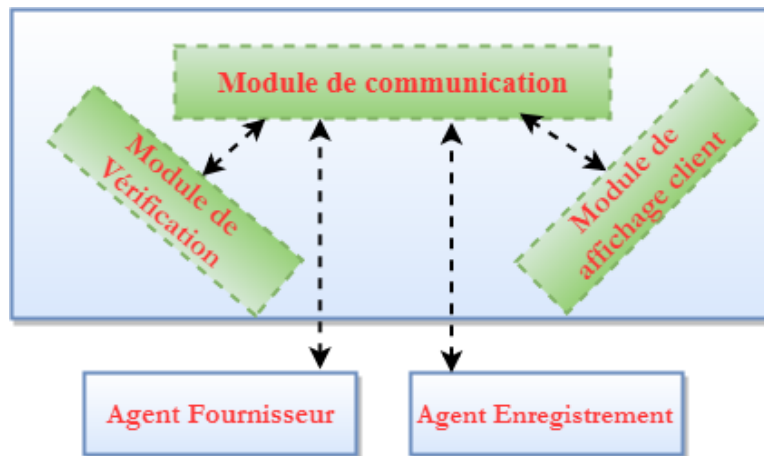 Module de communication
Module de
Vérification
Module de
affichage client
Agent Fournisseur
Agent Enregistrement